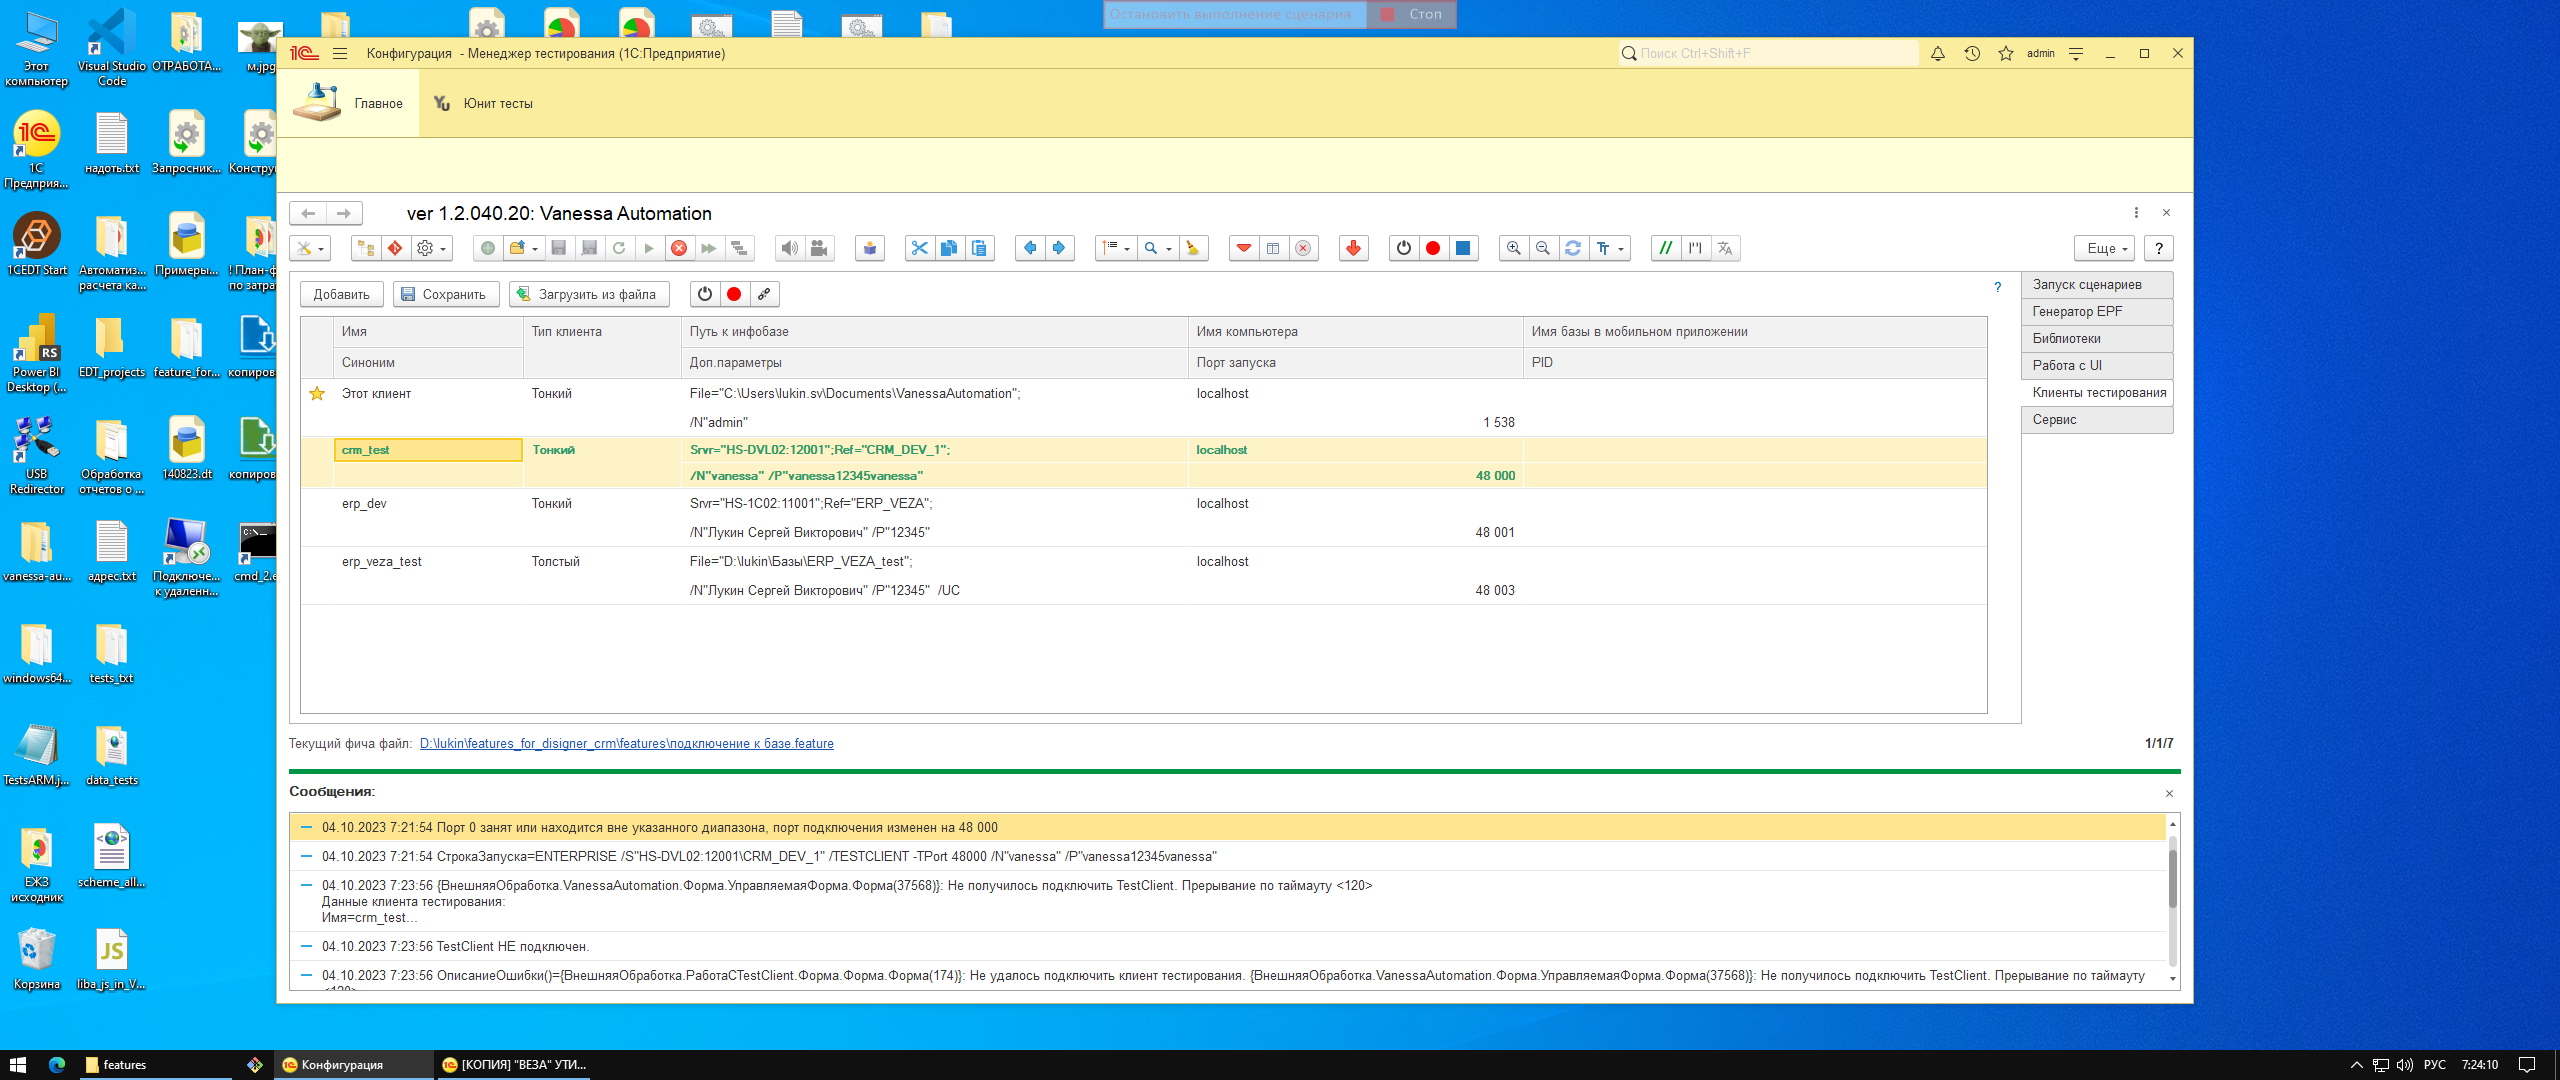 Остановить выполнение сценария
Стоп
Этот компьютер
Visual Studio Code
ОТРАБОТА...
м.jpg
1С Предприя...
надоть.txt
Запросник...
Констру
1CEDT Start
Автоматиз... расчета ка...
Примеры...
! План-ф по затра
Power BI Desktop (...
EDT_projects
feature_for...
копиров
USB Redirector
Обработка отчетов о ...
140823.dt
копиров
vanessa-au...
адрес.txt
Подключе... к удаленн...
cmd_2.e
windows64...
tests_txt
TestsARM.j...
data_tests
ЕЖЗ исходник
scheme_all...
Корзина
liba_js_in_V...
Конфигурация - Менеджер тестирования (1С:Предприятие)
Поиск Ctrl+Shift+F
admin
Главное
Юнит тесты
ver 1.2.040.20: Vanessa Automation
Еще
?
Добавить
Сохранить
Загрузить из файла
?
Имя
Тип клиента
Путь к инфобазе
Имя компьютера
Имя базы в мобильном приложении
Синоним
Доп.параметры
Порт запуска
PID
Этот клиент
Тонкий
File="C:\Users\lukin.sv\Documents\VanessaAutomation";
localhost
/N"admin"
1 538
crm_test
Тонкий
Srvr="HS-DVL02:12001";Ref="CRM_DEV_1";
localhost
/N"vanessa" /P"vanessa12345vanessa"
48 000
erp_dev
Тонкий
Srvr="HS-1C02:11001";Ref="ERP_VEZA";
localhost
/N"Лукин Сергей Викторович" /P"12345"
48 001
erp_veza_test
Толстый
File="D:\lukin\Базы\ERP_VEZA_test";
localhost
/N"Лукин Сергей Викторович" /P"12345"  /UC
48 003
Запуск сценариев
Генератор EPF
Библиотеки
Работа с UI
Клиенты тестирования
Сервис
Текущий фича файл: D:\lukin\features_for_disigner_crm\features\подключение к базе.feature
1/1/7
Сообщения:
04.10.2023 7:21:54 Порт 0 занят или находится вне указанного диапазона, порт подключения изменен на 48 000
04.10.2023 7:21:54 СтрокаЗапуска=ENTERPRISE /S"HS-DVL02:12001\CRM_DEV_1" /TESTCLIENT -TPort 48000 /N"vanessa" /P"vanessa12345vanessa"
04.10.2023 7:23:56 {ВнешняяОбработка.VanessaAutomation.Форма.УправляемаяФорма.Форма(37568)}: Не получилось подключить TestClient. Прерывание по таймауту <120>
Данные клиента тестирования:
Имя=crm_test...
04.10.2023 7:23:56 TestClient НЕ подключен.
04.10.2023 7:23:56 ОписаниеОшибки()={ВнешняяОбработка.РаботаСTestClient.Форма.Форма.Форма(174)}: Не удалось подключить клиент тестирования. {ВнешняяОбработка.VanessaAutomation.Форма.УправляемаяФорма.Форма(37568)}: Не получилось подключить TestClient. Прерывание по таймауту
<120>
features
Конфигурация
[КОПИЯ] "ВЕЗА" УТИ...
РУС
7:24:10